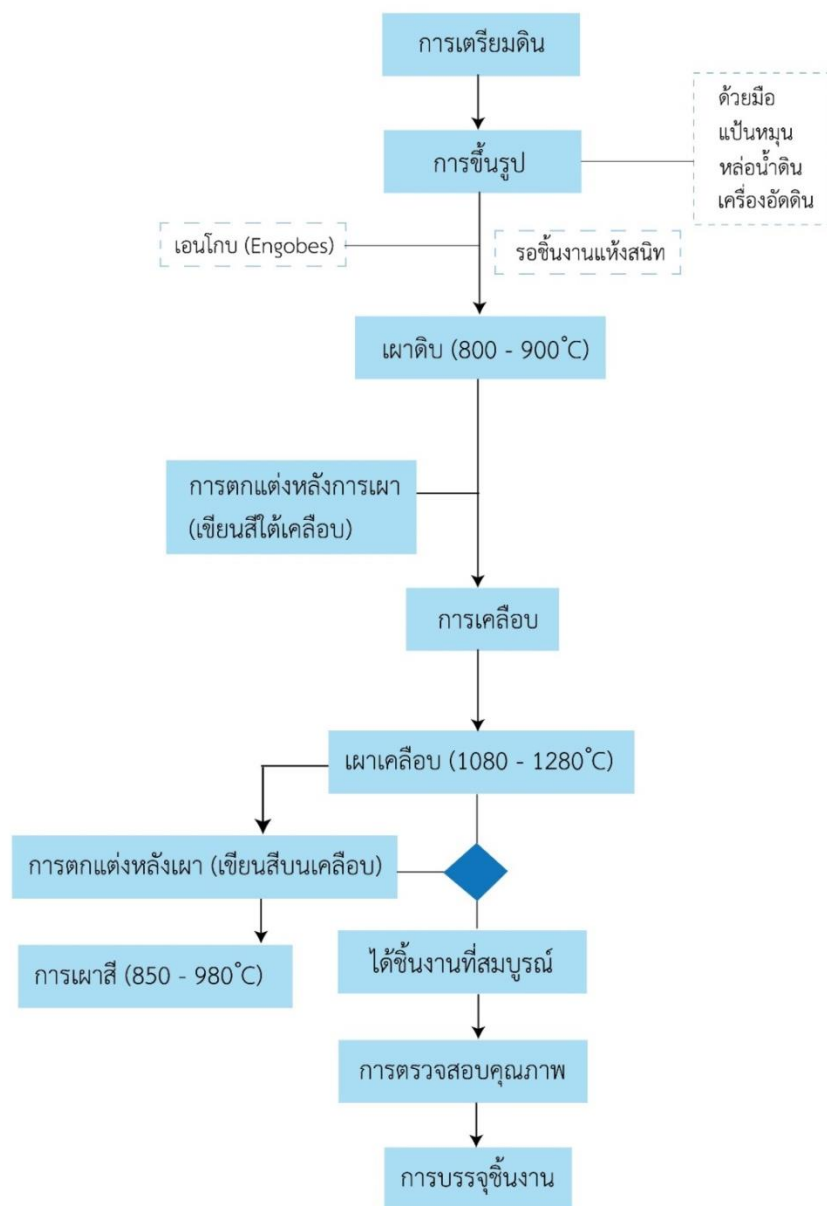 การเตรียมดิน
การขึ้นรูป
ด้วยมือ
แป้นหมุน
หล่อน้ำดิน
เครื่องอัดดิน
เอนโกบ (Engobes)
รอชิ้นงานแห้งสนิท
เผาดิบ (800 - 900°C)
การตกแต่งหลังการเผา
(เขียนสีใต้เคลือบ)
การเคลือบ
เผาเคลือบ (1080 - 1280°C)
การตกแต่งหลังเผา (เขียนสีบนเคลือบ)
การเผาสี (850 - 980°C)
ได้ชิ้นงานที่สมบูรณ์
การตรวจสอบคุณภาพ
การบรรจุชิ้นงาน